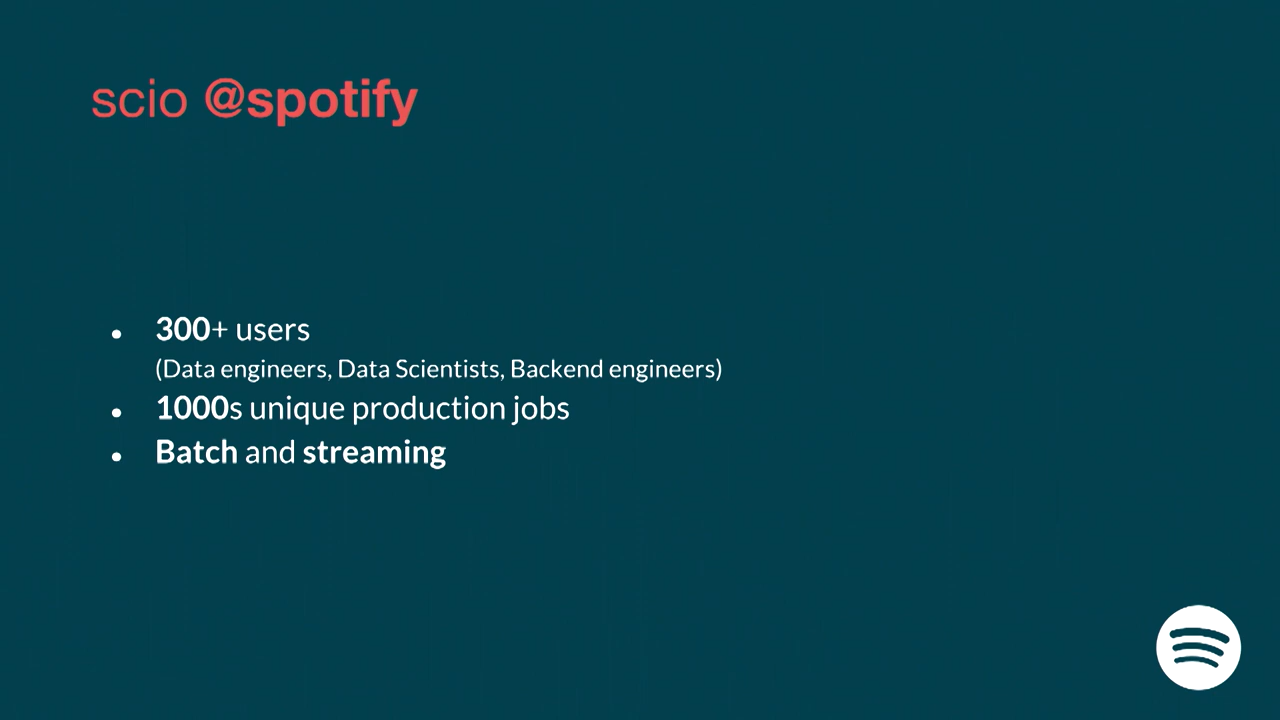 scio @spotify
● 300+ users
(Data engineers, Data Scientists, Backend engineers)
● 1000s unique production jobs
● Batch and streaming